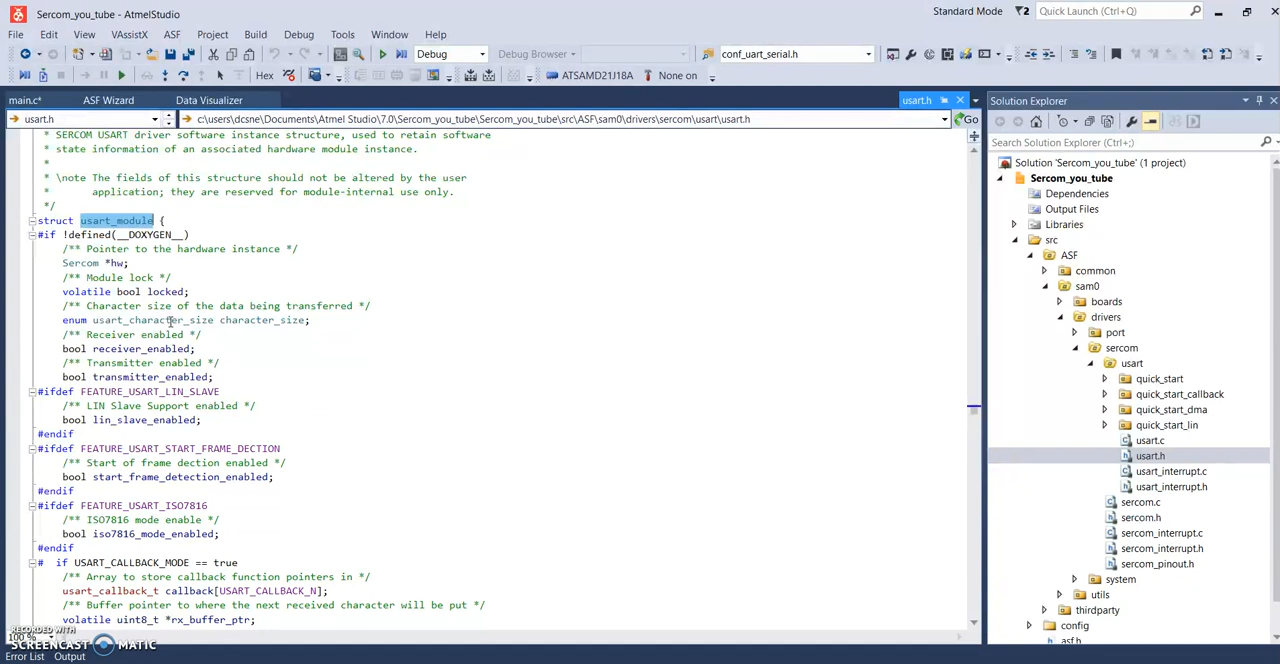 Sercom_you_tube - AtmelStudio
Standard Mode
2
Quick Launch (Ctrl+Q)
File Edit View VAssistX ASF Project Build Debug Tools Window Help
Debug
Debug Browser
conf_uart_serial.h
Hex
ATSAMD21J18A
None on
main.c*
ASF Wizard
Data Visualizer
usart.h
Solution Explorer
usart.h
c:\users\dtche\Documents\Atmel Studio\7.0\Sercom_you_tube\Sercom_you_tube\src\ASF\sam0\drivers\sercom\usart\usart.h
Go
* SERCOM USART driver software instance structure, used to retain software
* state information of an associated hardware module instance.
*
* \note The fields of this structure should not be altered by the user
* application; they are reserved for module-internal use only.
*/
struct usart_module {
#if !defined(__DOXYGEN__)
/** Pointer to the hardware instance */
Sercom *hw;
/** Module lock */
volatile bool locked;
/** Character size of the data being transferred */
enum usart_character_size character_size;
/** Receiver enabled */
bool receiver_enabled;
/** Transmitter enabled */
bool transmitter_enabled;
#ifdef FEATURE_USART_LIN_SLAVE
/** LIN Slave Support enabled */
bool lin_slave_enabled;
#endif
#ifdef FEATURE_USART_START_FRAME_DECTION
/** Start of frame dection enabled */
bool start_frame_detection_enabled;
#endif
#ifdef FEATURE_USART_ISO7816
/** ISO7816 mode enable */
bool iso7816_mode_enabled;
#endif
# if USART_CALLBACK_MODE == true
/** Array to store callback function pointers in */
usart_callback_t callback[USART_CALLBACK_N];
/** Buffer pointer to where the next received character will be put */
volatile uint8_t *rx_buffer_ptr;
100 %
RECORDED WITH
SCREENCAST MATIC
Error List Output
Search Solution Explorer (Ctrl+;)
Solution 'Sercom_you_tube' (1 project)
Sercom_you_tube
Dependencies
Output Files
Libraries
src
ASF
common
sam0
boards
drivers
port
sercom
usart
quick_start
quick_start_callback
quick_start_dma
quick_start_lin
usart.c
usart.h
usart_interrupt.c
usart_interrupt.h
sercom.c
sercom.h
sercom_interrupt.c
sercom_interrupt.h
sercom_pinout.h
system
utils
thirdparty
config
asf.h